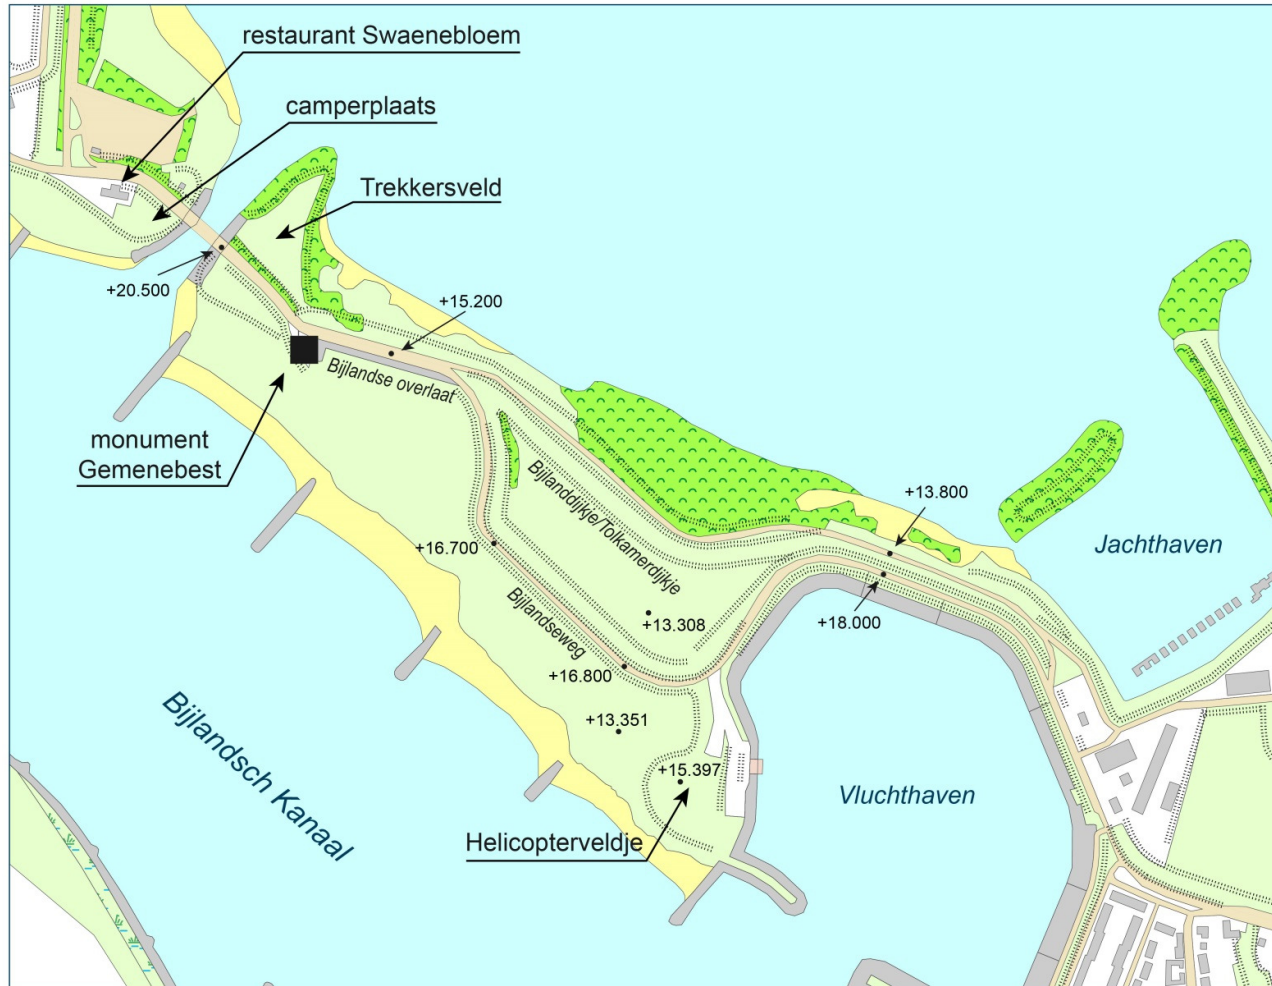 restaurant Swaenebloem
camperplaats
Trekkersveld
+20.500
+15.200
Bijlandse overlaat
monument
Gemenebest
Bijlanddijkje/Tolkamerdijkje
+13.800
Jachthaven
+16.700
Bijlandseweg
+13.308
+18.000
+16.800
+13.351
Bijlandsch Kanaal
+15.397
Vluchthaven
Helicopterveldje